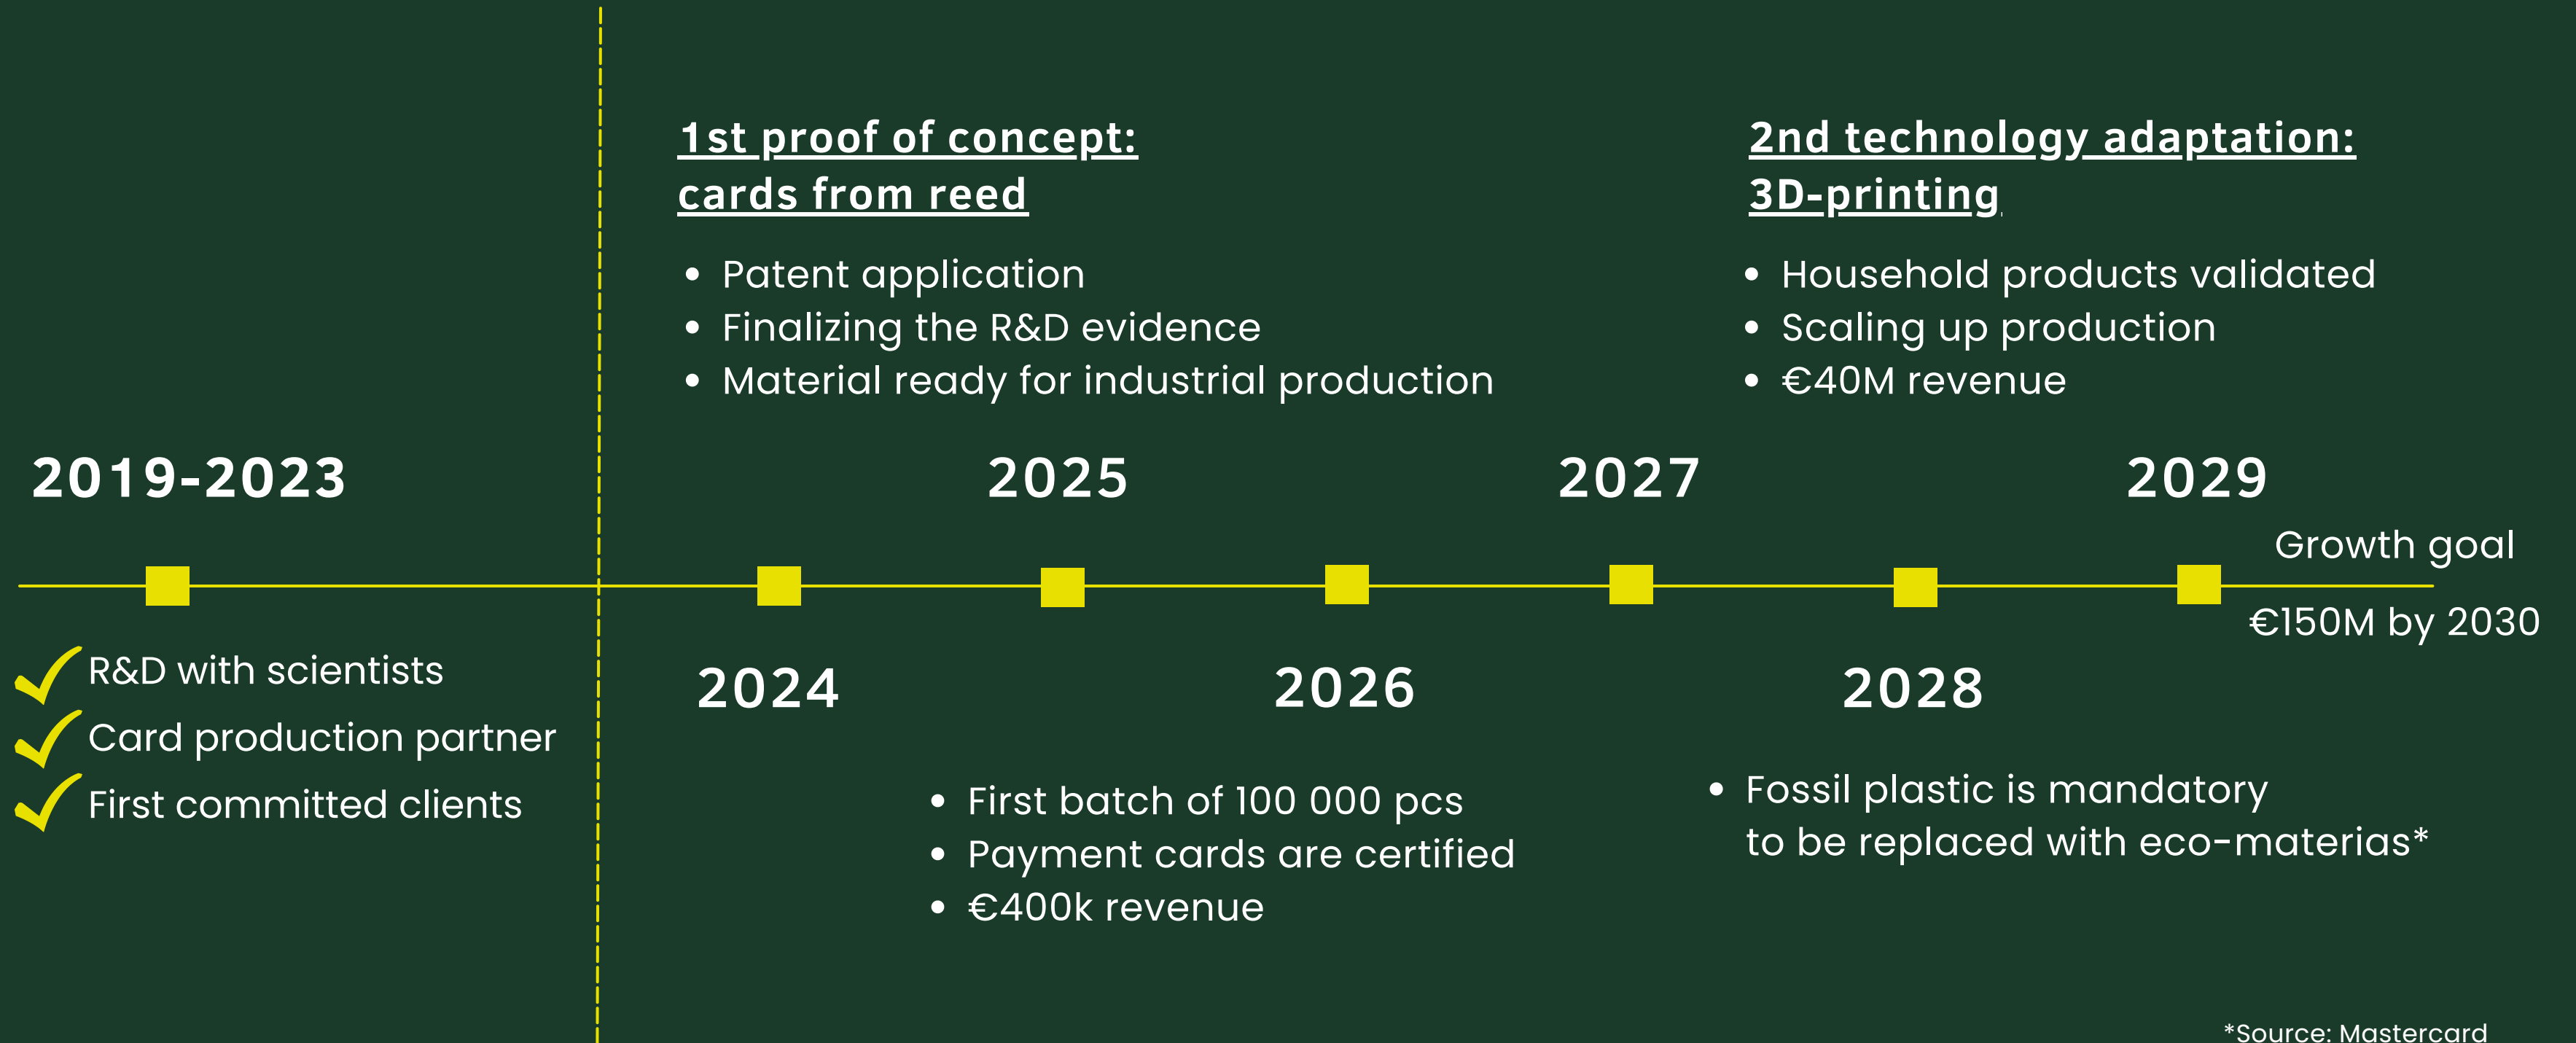 1st proof of concept:
cards from reed
• Patent application
• Finalizing the R&D evidence
• Material ready for industrial production
2nd technology adaptation:
3D-printing
• Household products validated
• Scaling up production
• €40M revenue
2019-2023
2025
2027
2029
Growth goal
€150M by 2030
R&D with scientists
Card production partner
First committed clients
2024
2026
2028
• First batch of 100 000 pcs
• Payment cards are certified
• €400k revenue
• Fossil plastic is mandatory
to be replaced with eco-materias*
*Source: Mastercard